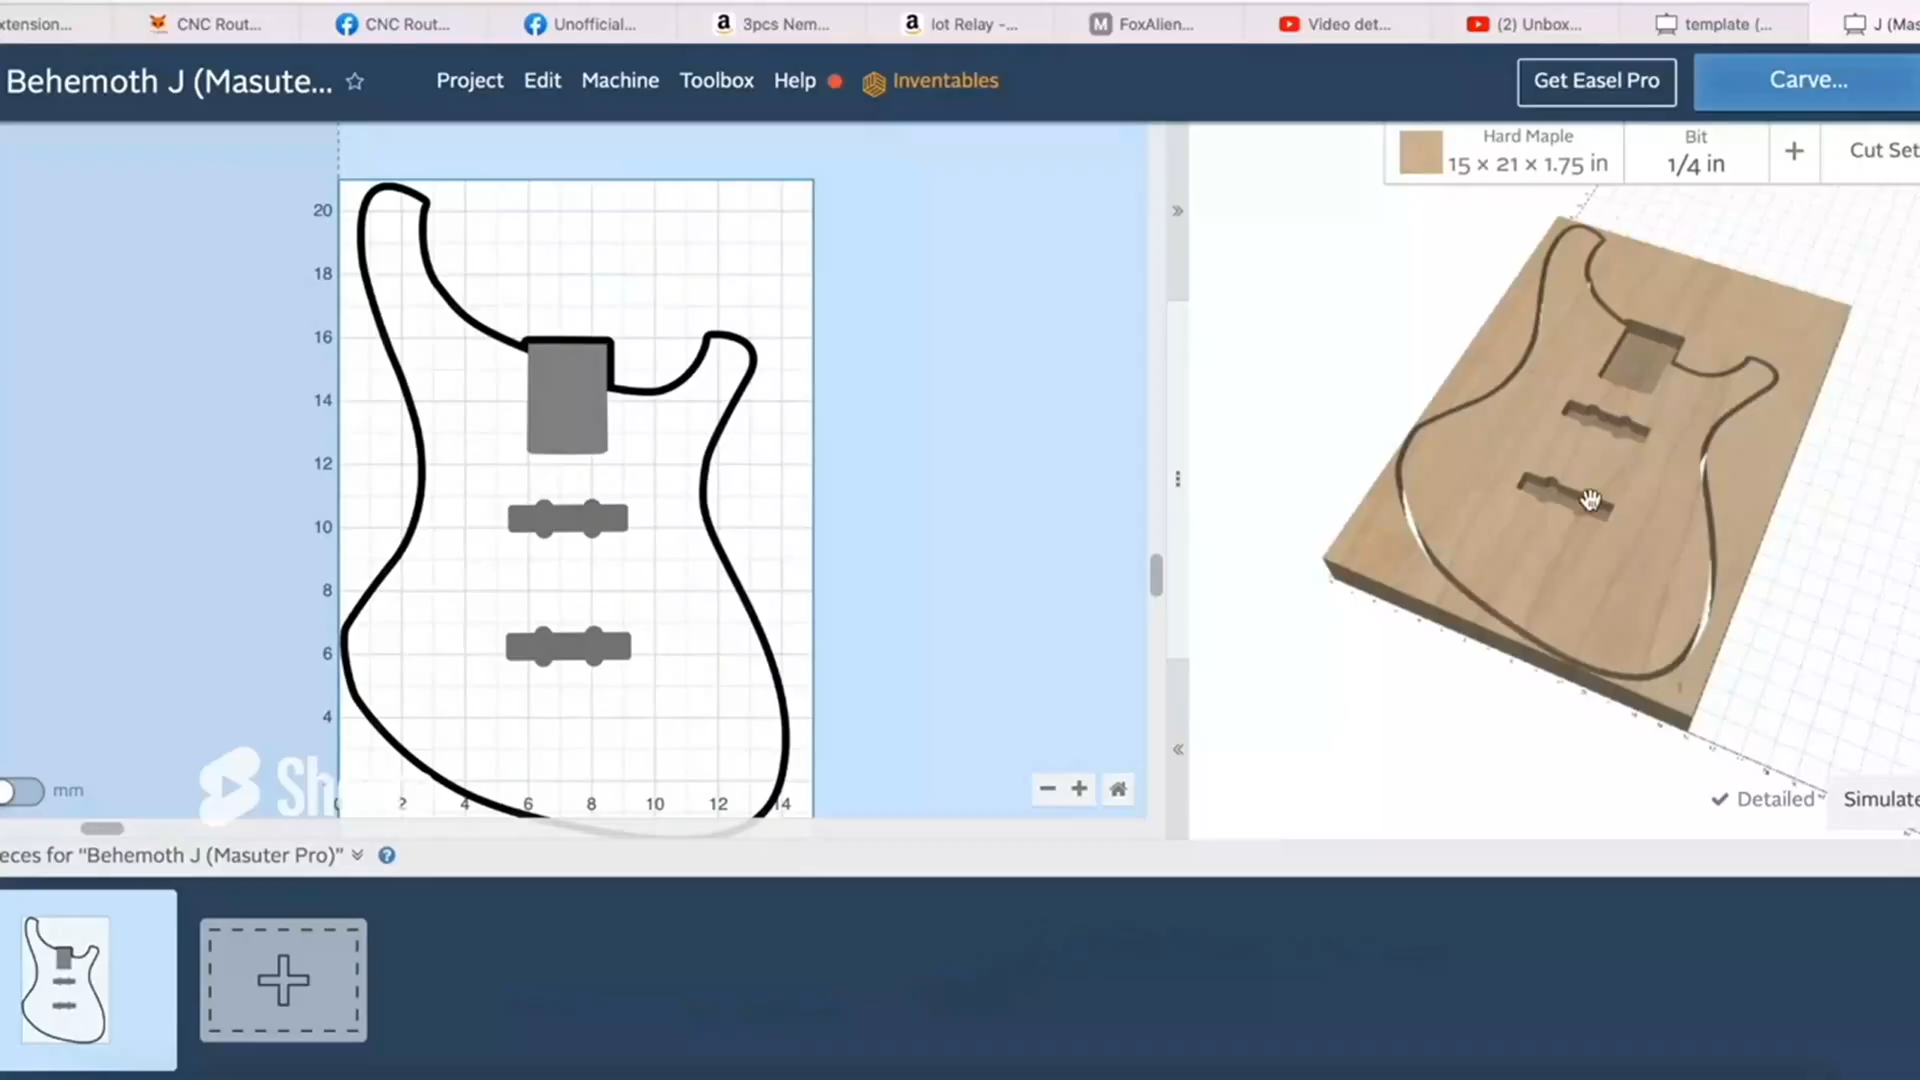 xtension...
CNC Rout...
CNC Rout...
Unofficial...
3pcs Nem...
Iot Relay -...
FoxAlien...
Video det...
(2) Unbox...
template (...
J (Mas
Behemoth J (Masute...
Project
Edit
Machine
Toolbox
Help
Inventables
Get Easel Pro
Carve...
Hard Maple
15 × 21 × 1.75 in
Bit
1/4 in
Cut Set
20
18
16
14
12
10
8
6
4
2 4 6 8 10 12 14
mm
Sh
Detailed
Simulate
eces for "Behemoth J (Masuter Pro)"